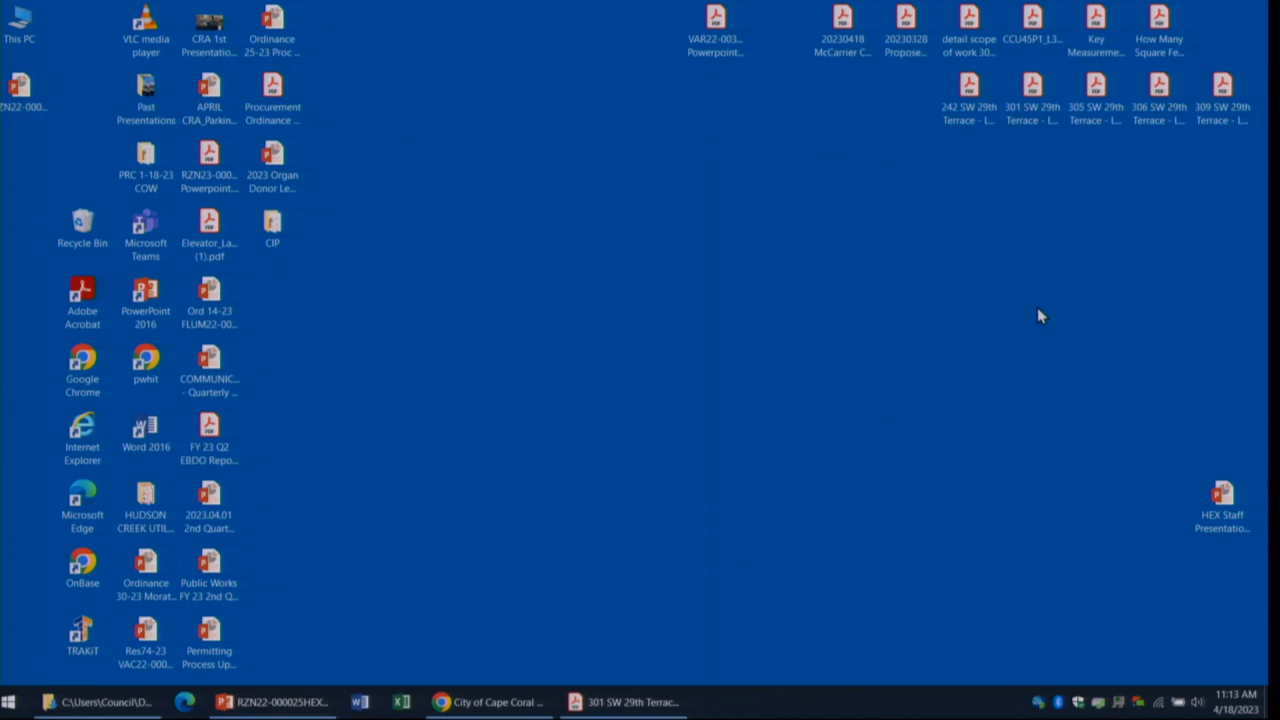 This PC
VLC media
player
CRA 1st
Presentatio...
Ordinance
25-23 Proc ...
VAR22-003...
Powerpoint...
20230418
McCarrier C...
20230328
Propose...
detail scope
of work 30...
CCU45P1_L3...
Key
Measureme...
How Many
Square Fe...
ZN22-000...
Past
Presentations
APRIL
CRA_Parkin...
Procurement
Ordinance ...
242 SW 29th
Terrace - L...
301 SW 29th
Terrace - L...
305 SW 29th
Terrace - L...
306 SW 29th
Terrace - L...
309 SW 29th
Terrace - L...
PRC 1-18-23
COW
RZN23-000...
Powerpoint...
2023 Organ
Donor Le...
Recycle Bin
Microsoft
Teams
Elevator_La...
(1).pdf
CIP
Adobe
Acrobat
PowerPoint
2016
Ord 14-23
FLUM22-00...
Google
Chrome
pwhit
COMMUNIC...
- Quarterly ...
Internet
Explorer
Word 2016
FY 23 Q2
EBDO Repo...
Microsoft
Edge
HUDSON
CREEK UTIL...
2023.04.01
2nd Quart...
HEX Staff
Presentatio...
OnBase
Ordinance
30-23 Morat...
Public Works
FY 23 2nd Q...
TRAKiT
Res74-23
VAC22-000...
Permitting
Process Up...
C:\Users\Council\D...
RZN22-000025HEX...
City of Cape Coral ...
301 SW 29th Terrac...
11:13 AM
4/18/2023